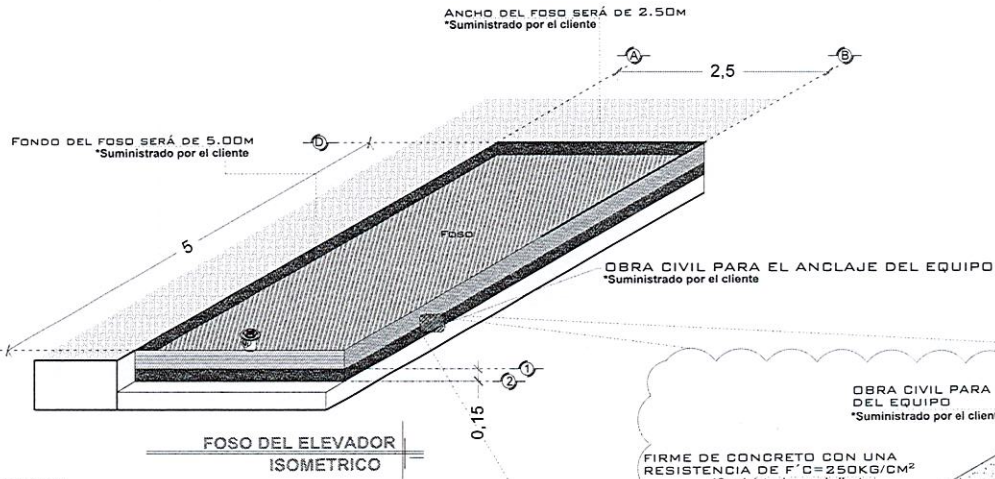 ANCHO DEL FOSO SERÁ DE 2.50M
*Suministrado por el cliente
A
B
2,5
FONDO DEL FOSO SERÁ DE 5.00M
*Suministrado por el cliente
D
5
FOSO
OBRA CIVIL PARA EL ANCLAJE DEL EQUIPO
*Suministrado por el cliente
1
2
0,15
FOSO DEL ELEVADOR
ISOMETRICO
OBRA CIVIL PARA
DEL EQUIPO
*Suministrado por el client
FIRME DE CONCRETO CON UNA
RESISTENCIA DE F´C=250KG/CM²